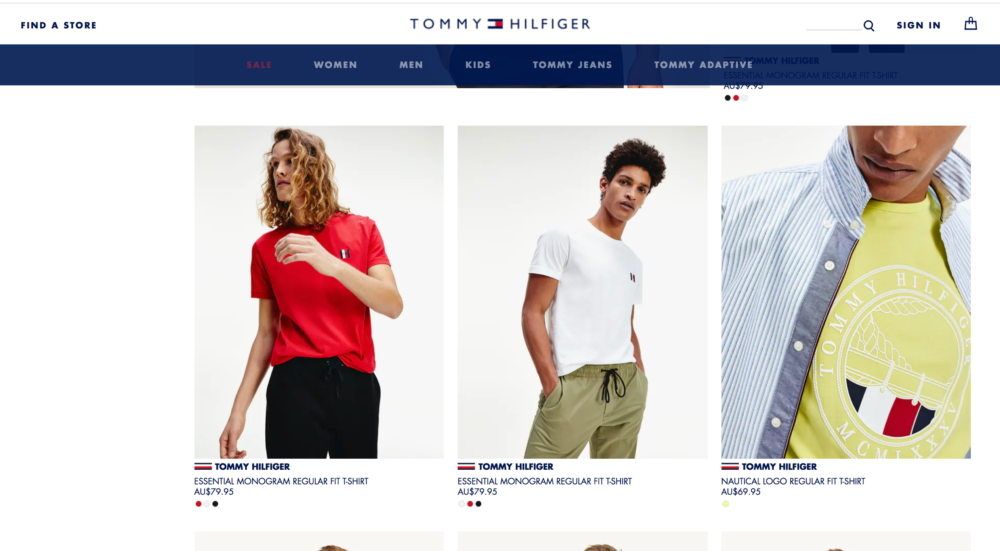 FIND A STORE
TOMMY HILFIGER
SIGN IN
SALE
WOMEN
MEN
KIDS
TOMMY JEANS
TOMMY ADAPTIVE
TOMMY HILFIGER
ESSENTIAL MONOGRAM REGULAR FIT T-SHIRT
AU$79.95
TOMMY HILFIGER
MCMLXXXV
TOMMY HILFIGER
ESSENTIAL MONOGRAM REGULAR FIT T-SHIRT
AU$79.95
TOMMY HILFIGER
ESSENTIAL MONOGRAM REGULAR FIT T-SHIRT
AU$79.95
TOMMY HILFIGER
NAUTICAL LOGO REGULAR FIT T-SHIRT
AU$69.95